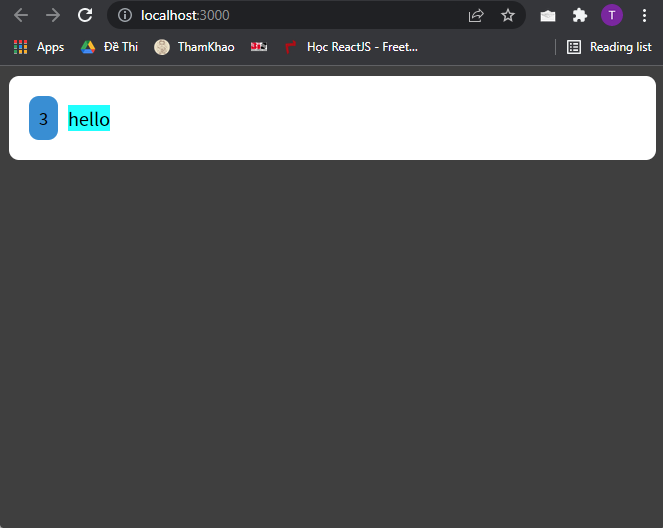 localhost:3000
T
Apps Đề Thi ThamKhao Học ReactJS - Freet... Reading list
3 hello